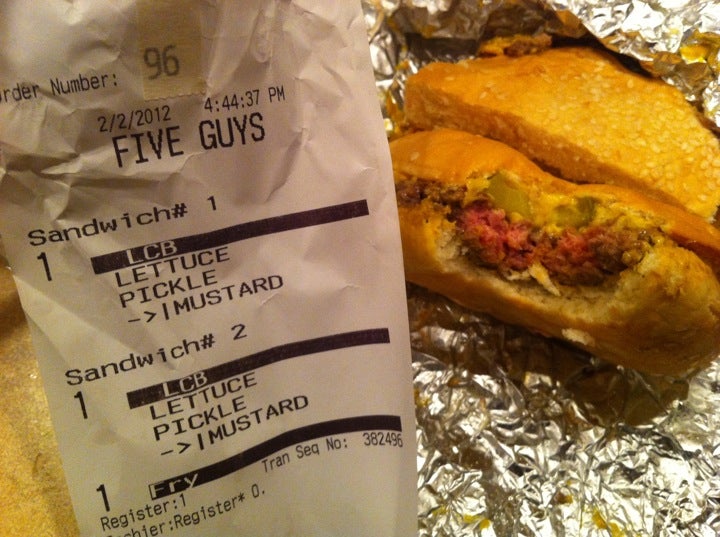 96
rder Number:
2/2/2012 4:44:37 PM
FIVE GUYS
Sandwich# 1
1 LCB
LETTUCE
PICKLE
->|MUSTARD
Sandwich# 2
1 LCB
LETTUCE
PICKLE
->|MUSTARD
1 Fry
Tran Seq No: 382496
Register:1
shier:Register* 0.